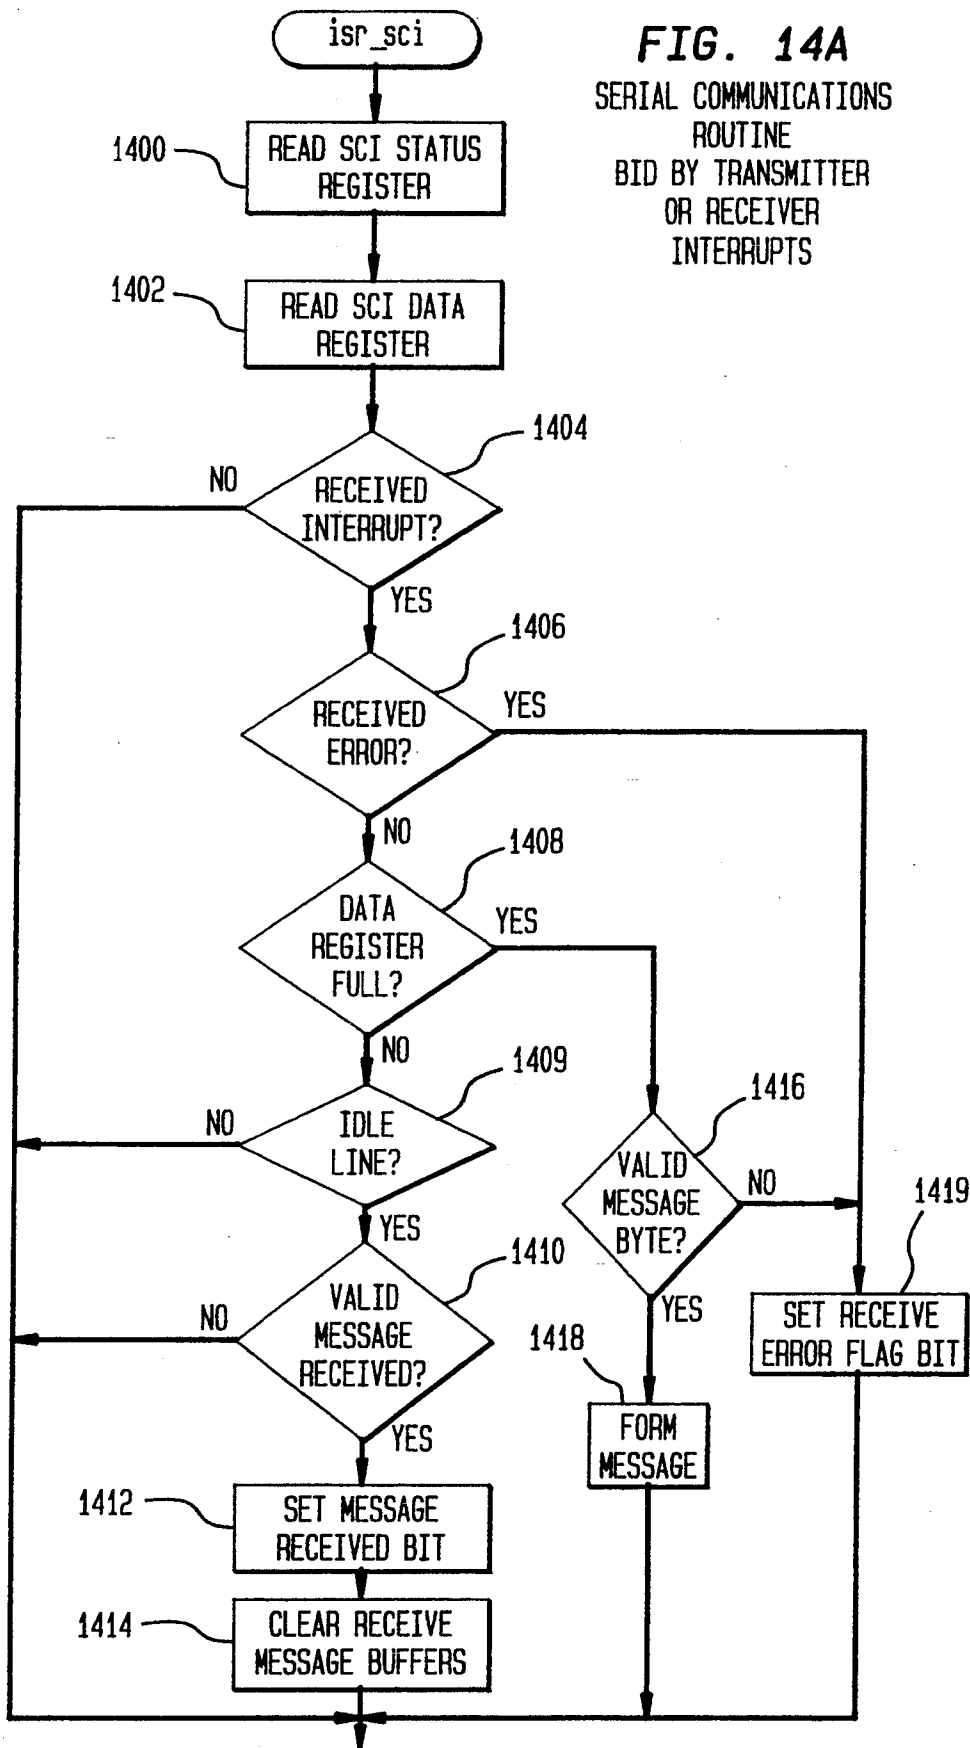 isr_sci
FIG. 14A
SERIAL COMMUNICATIONS
ROUTINE
BID BY TRANSMITTER
OR RECEIVER
INTERRUPTS
1400
READ SCI STATUS
REGISTER
1402
READ SCI DATA
REGISTER
1404
NO
RECEIVED
INTERRUPT?
YES
1406
RECEIVED
ERROR?
YES
NO
1408
DATA
REGISTER
FULL?
YES
NO
1409
IDLE
LINE?
NO
YES
1416
VALID
MESSAGE
BYTE?
NO
YES
1419
SET RECEIVE
ERROR FLAG BIT
1410
VALID
MESSAGE
RECEIVED?
NO
YES
1418
FORM
MESSAGE
1412
SET MESSAGE
RECEIVED BIT
1414
CLEAR RECEIVE
MESSAGE BUFFERS